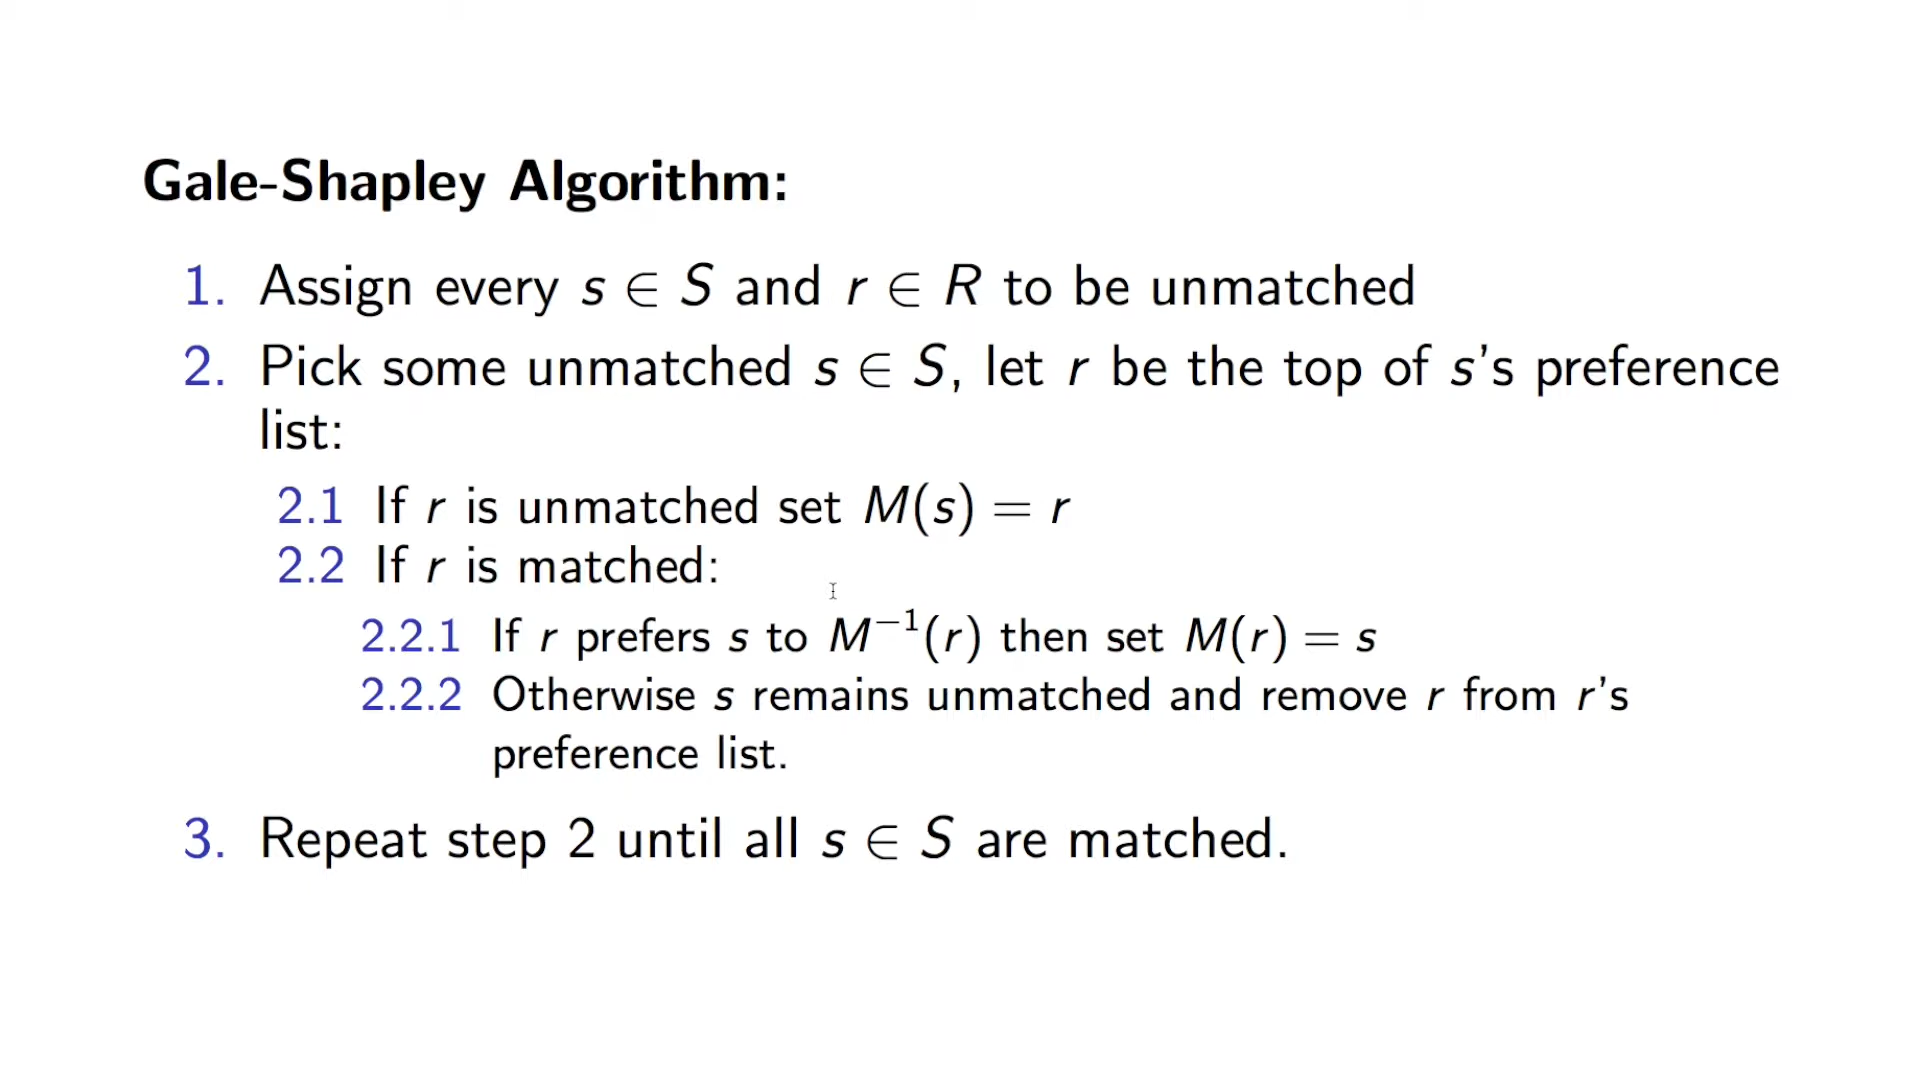 Gale-Shapley Algorithm:
1. Assign every s ∈ S and r ∈ R to be unmatched
2. Pick some unmatched s ∈ S, let r be the top of s's preference
list:
2.1 If r is unmatched set M(s) = r
2.2 If r is matched:
2.2.1 If r prefers s to M⁻¹(r) then set M(r) = s
2.2.2 Otherwise s remains unmatched and remove r from r's
preference list.
3. Repeat step 2 until all s ∈ S are matched.